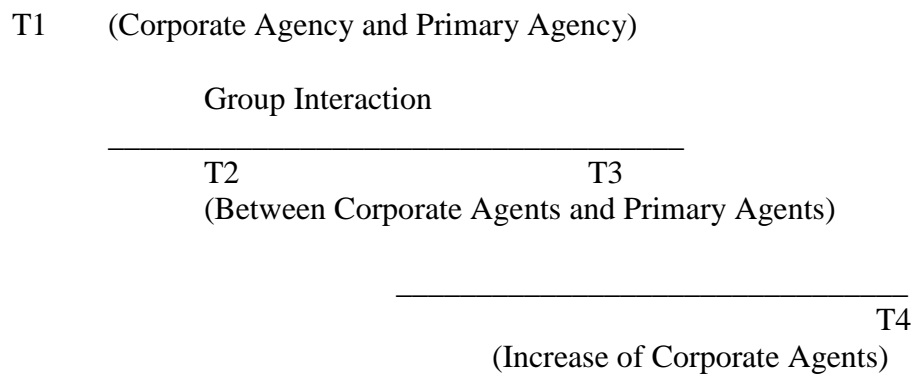 T1 (Corporate Agency and Primary Agency)
Group Interaction
T2 T3
(Between Corporate Agents and Primary Agents)
T4
(Increase of Corporate Agents)